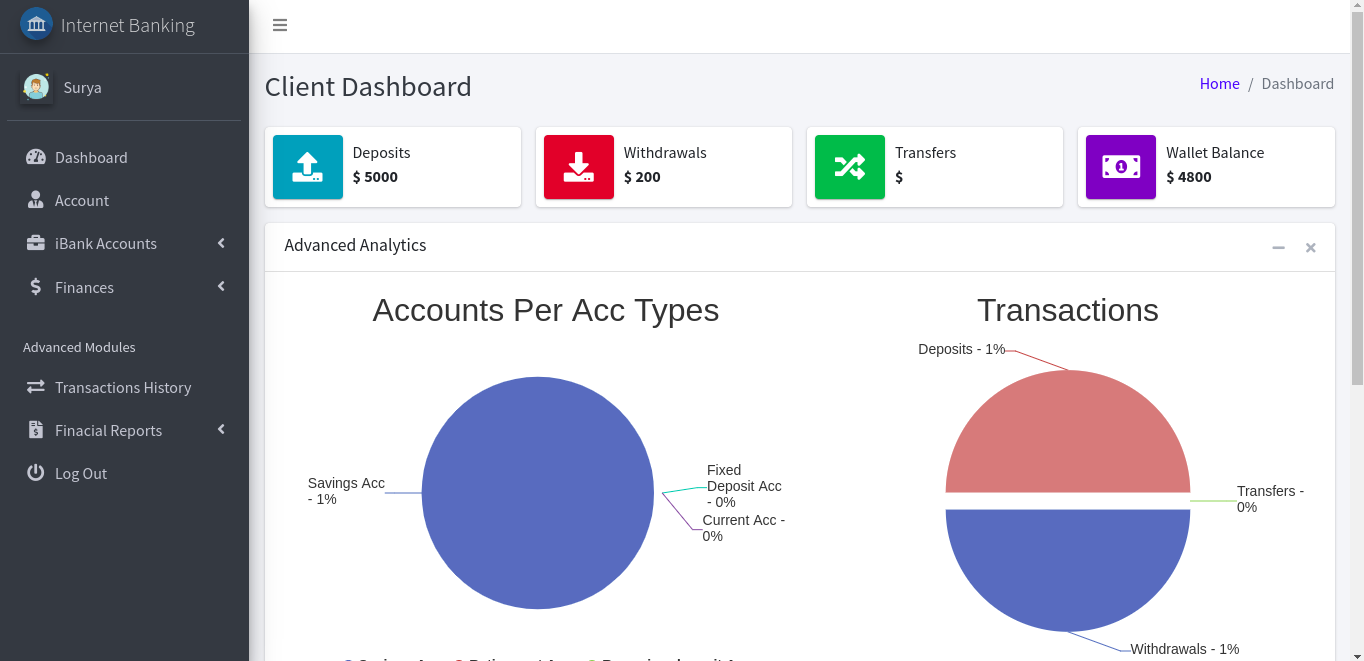 Internet Banking
Surya
Dashboard
Account
iBank Accounts
Finances
Advanced Modules
Transactions History
Finacial Reports
Log Out
Client Dashboard
Home / Dashboard
Deposits
$ 5000
Withdrawals
$ 200
Transfers
$
Wallet Balance
$ 4800
1
Advanced Analytics
Accounts Per Acc Types
Savings Acc
- 1%
Fixed
Deposit Acc
- 0%
Current Acc -
0%
Transactions
Deposits - 1%
Transfers -
0%
Withdrawals - 1%